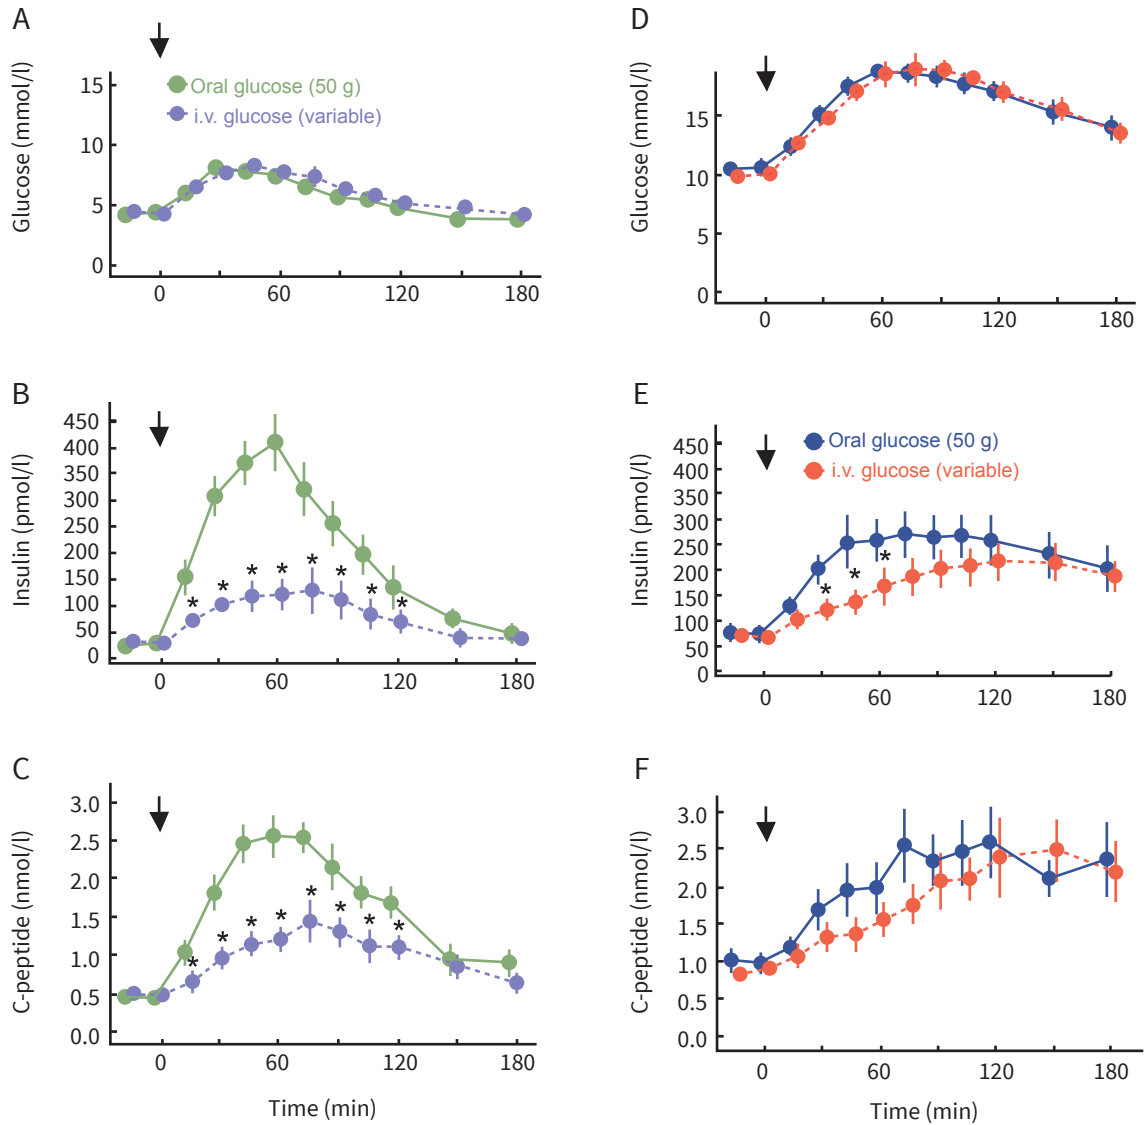 A
Glucose (mmol/l)
15
10
5
0
Oral glucose (50 g)
i.v. glucose (variable)
0 60 120 180
D
Glucose (mmol/l)
15
10
5
0
0 60 120 180
B
Insulin (pmol/l)
450
400
350
300
250
200
150
100
50
0
* * * * * * * *
0 60 120 180
E
Insulin (pmol/l)
450
400
350
300
250
200
150
100
50
0
Oral glucose (50 g)
i.v. glucose (variable)
* * *
0 60 120 180
C
C-peptide (nmol/l)
3.0
2.5
2.0
1.5
1.0
0.5
0.0
* * * * * * * *
0 60 120 180
Time (min)
F
C-peptide (nmol/l)
3.0
2.5
2.0
1.5
1.0
0.5
0.0
0 60 120 180
Time (min)